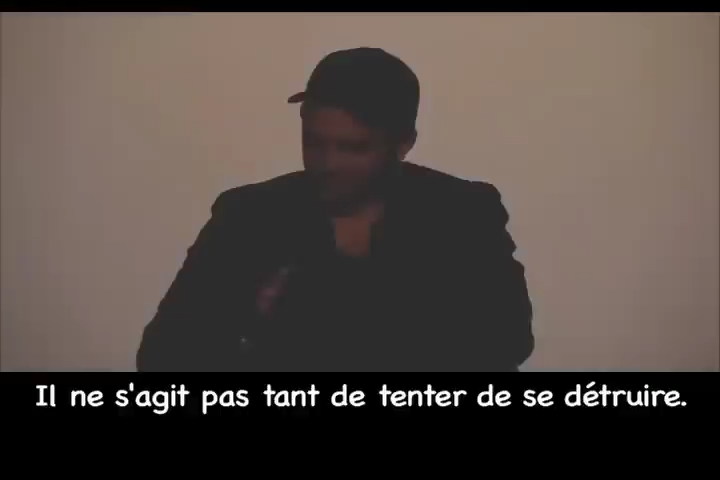 Il ne s'agit pas tant de tenter de se détruire.